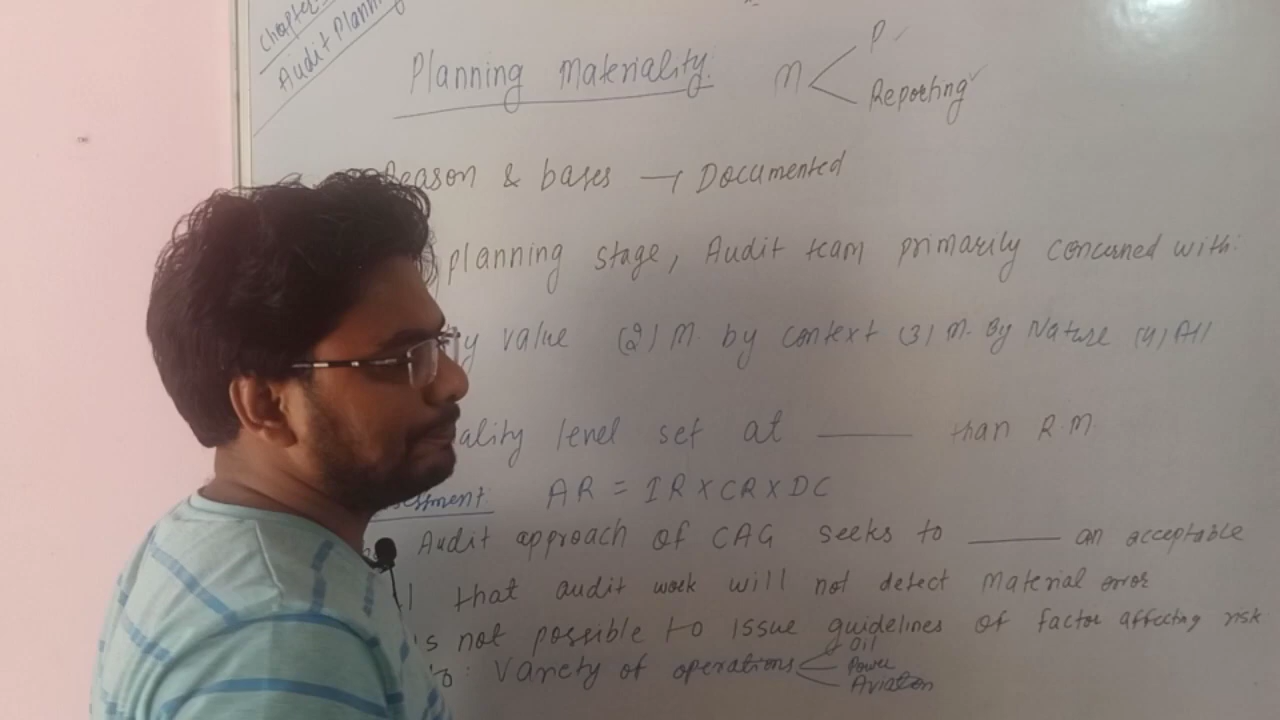 Chapter-
Audit Planni
Planning Materiality. M < P
Reporting
Reason & bases → Documented
planning stage, Audit team primarily concerned with:
y value (2) M. by context (3) M. By Nature (4) All
ality level set at ____ than R.M
essment. AR = IR X CR X DC
Audit approach of CAG seeks to ____ an acceptable
l that audit work will not detect Material error
is not possible to issue guidelines of factor affecting risk
: Variety of operations < Oil
Power
Aviation